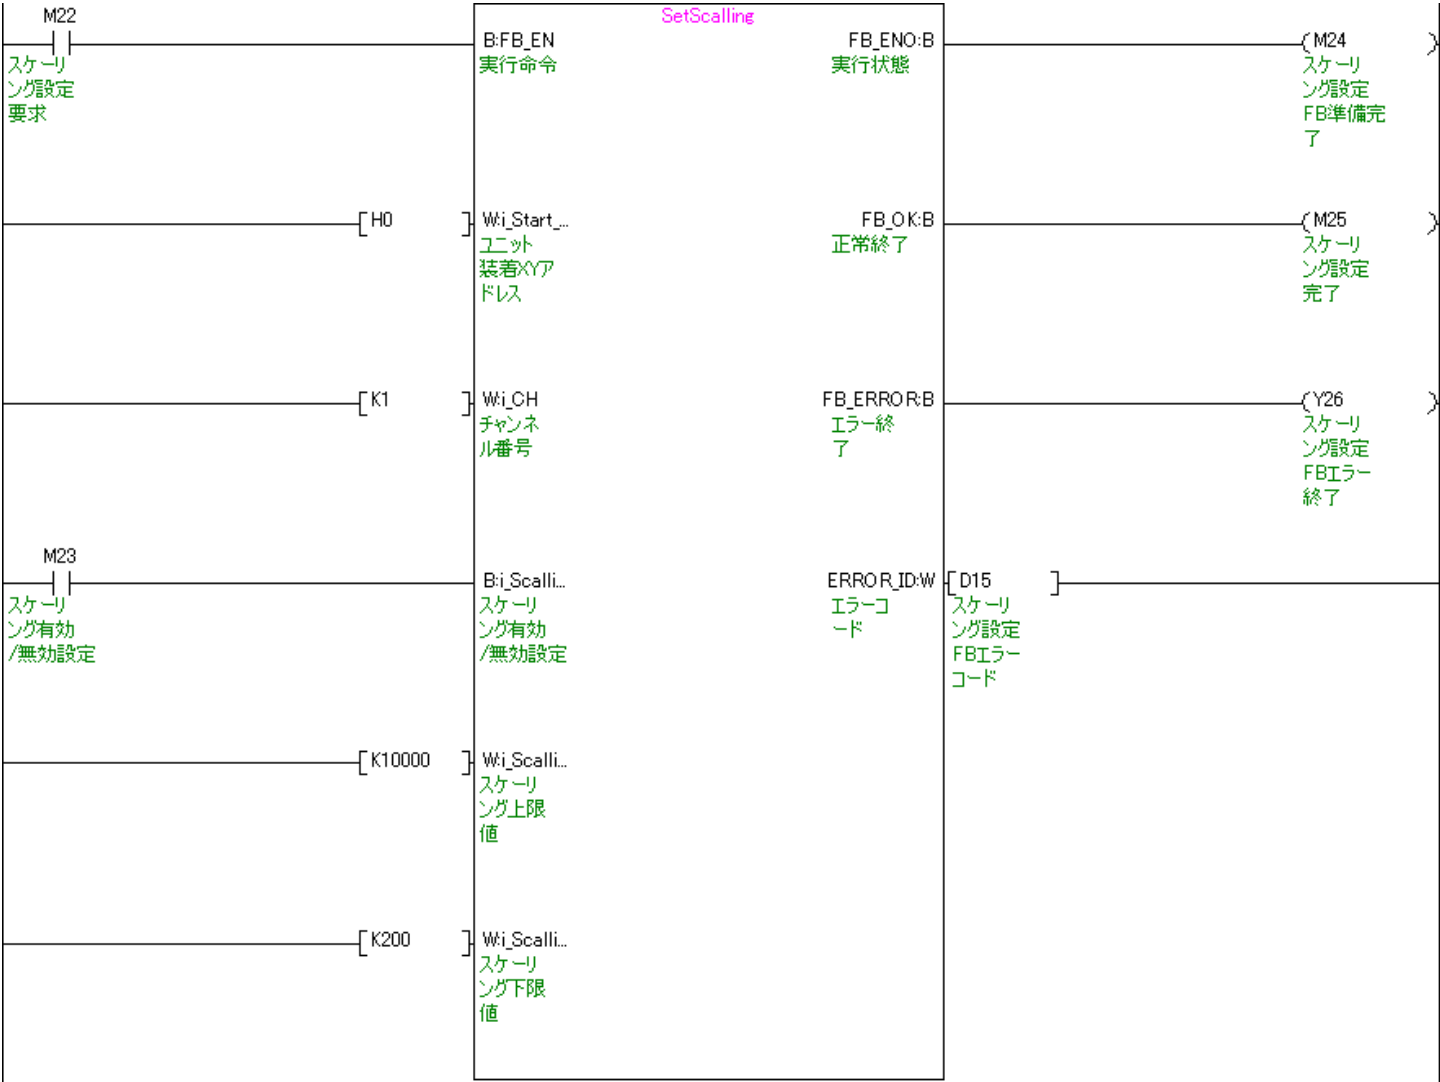 SetScalling
M22
スケーリ
ング設定
要求
B:FB_EN
実行命令
FB_ENO:B
実行状態
M24
スケーリ
ング設定
FB準備完
了
H0
W:i_Start_...
ユニット
装着XYア
ドレス
FB_OK:B
正常終了
M25
スケーリ
ング設定
完了
K1
W:i_CH
チャンネ
ル番号
FB_ERROR:B
エラー終
了
Y26
スケーリ
ング設定
FBエラー
終了
M23
スケーリ
ング有効
/無効設定
B:i_Scalli...
スケーリ
ング有効
/無効設定
ERROR_ID:W
エラーコ
ード
D15
スケーリ
ング設定
FBエラー
コード
K10000
W:i_Scalli...
スケーリ
ング上限
値
K200
W:i_Scalli...
スケーリ
ング下限
値